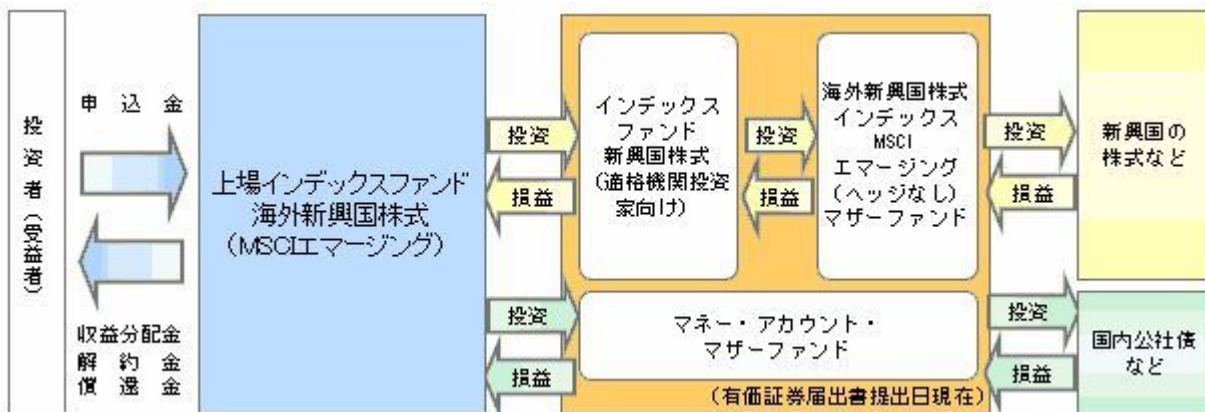 投資者（受益者）
申込金
収益分配金
解約金
償還金
上場インデックスファンド
海外新興国株式
（MSCIエマージング）
投資
損益
投資
損益
インデックス
ファンド
新興国株式
（適格機関投資
家向け）
投資
損益
海外新興国株式
インデックス
MSCI
エマージング
（ヘッジなし）
マザーファンド
マネー・アカウント・
マザーファンド
（有価証券届出書提出日現在）
投資
損益
投資
損益
新興国の
株式など
国内公社債
など